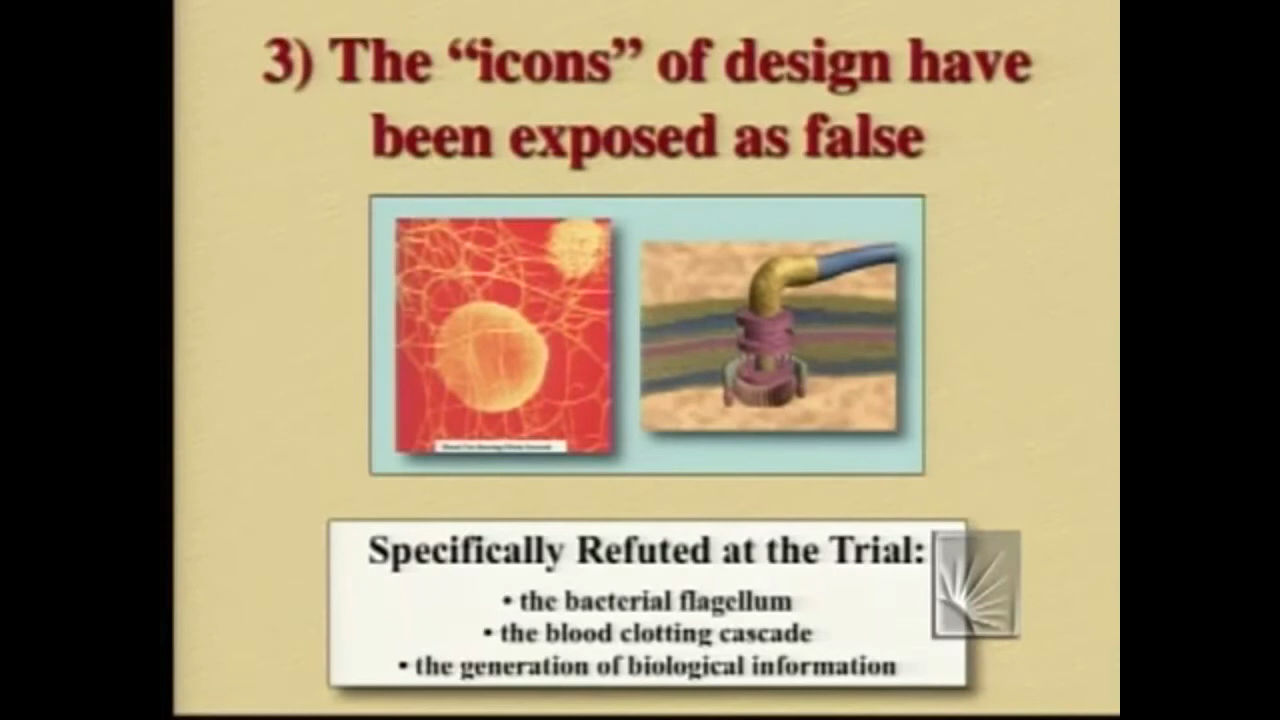 3) The “icons” of design have
been exposed as false
Specifically Refuted at the Trial:
• the bacterial flagellum
• the blood clotting cascade
• the generation of biological information